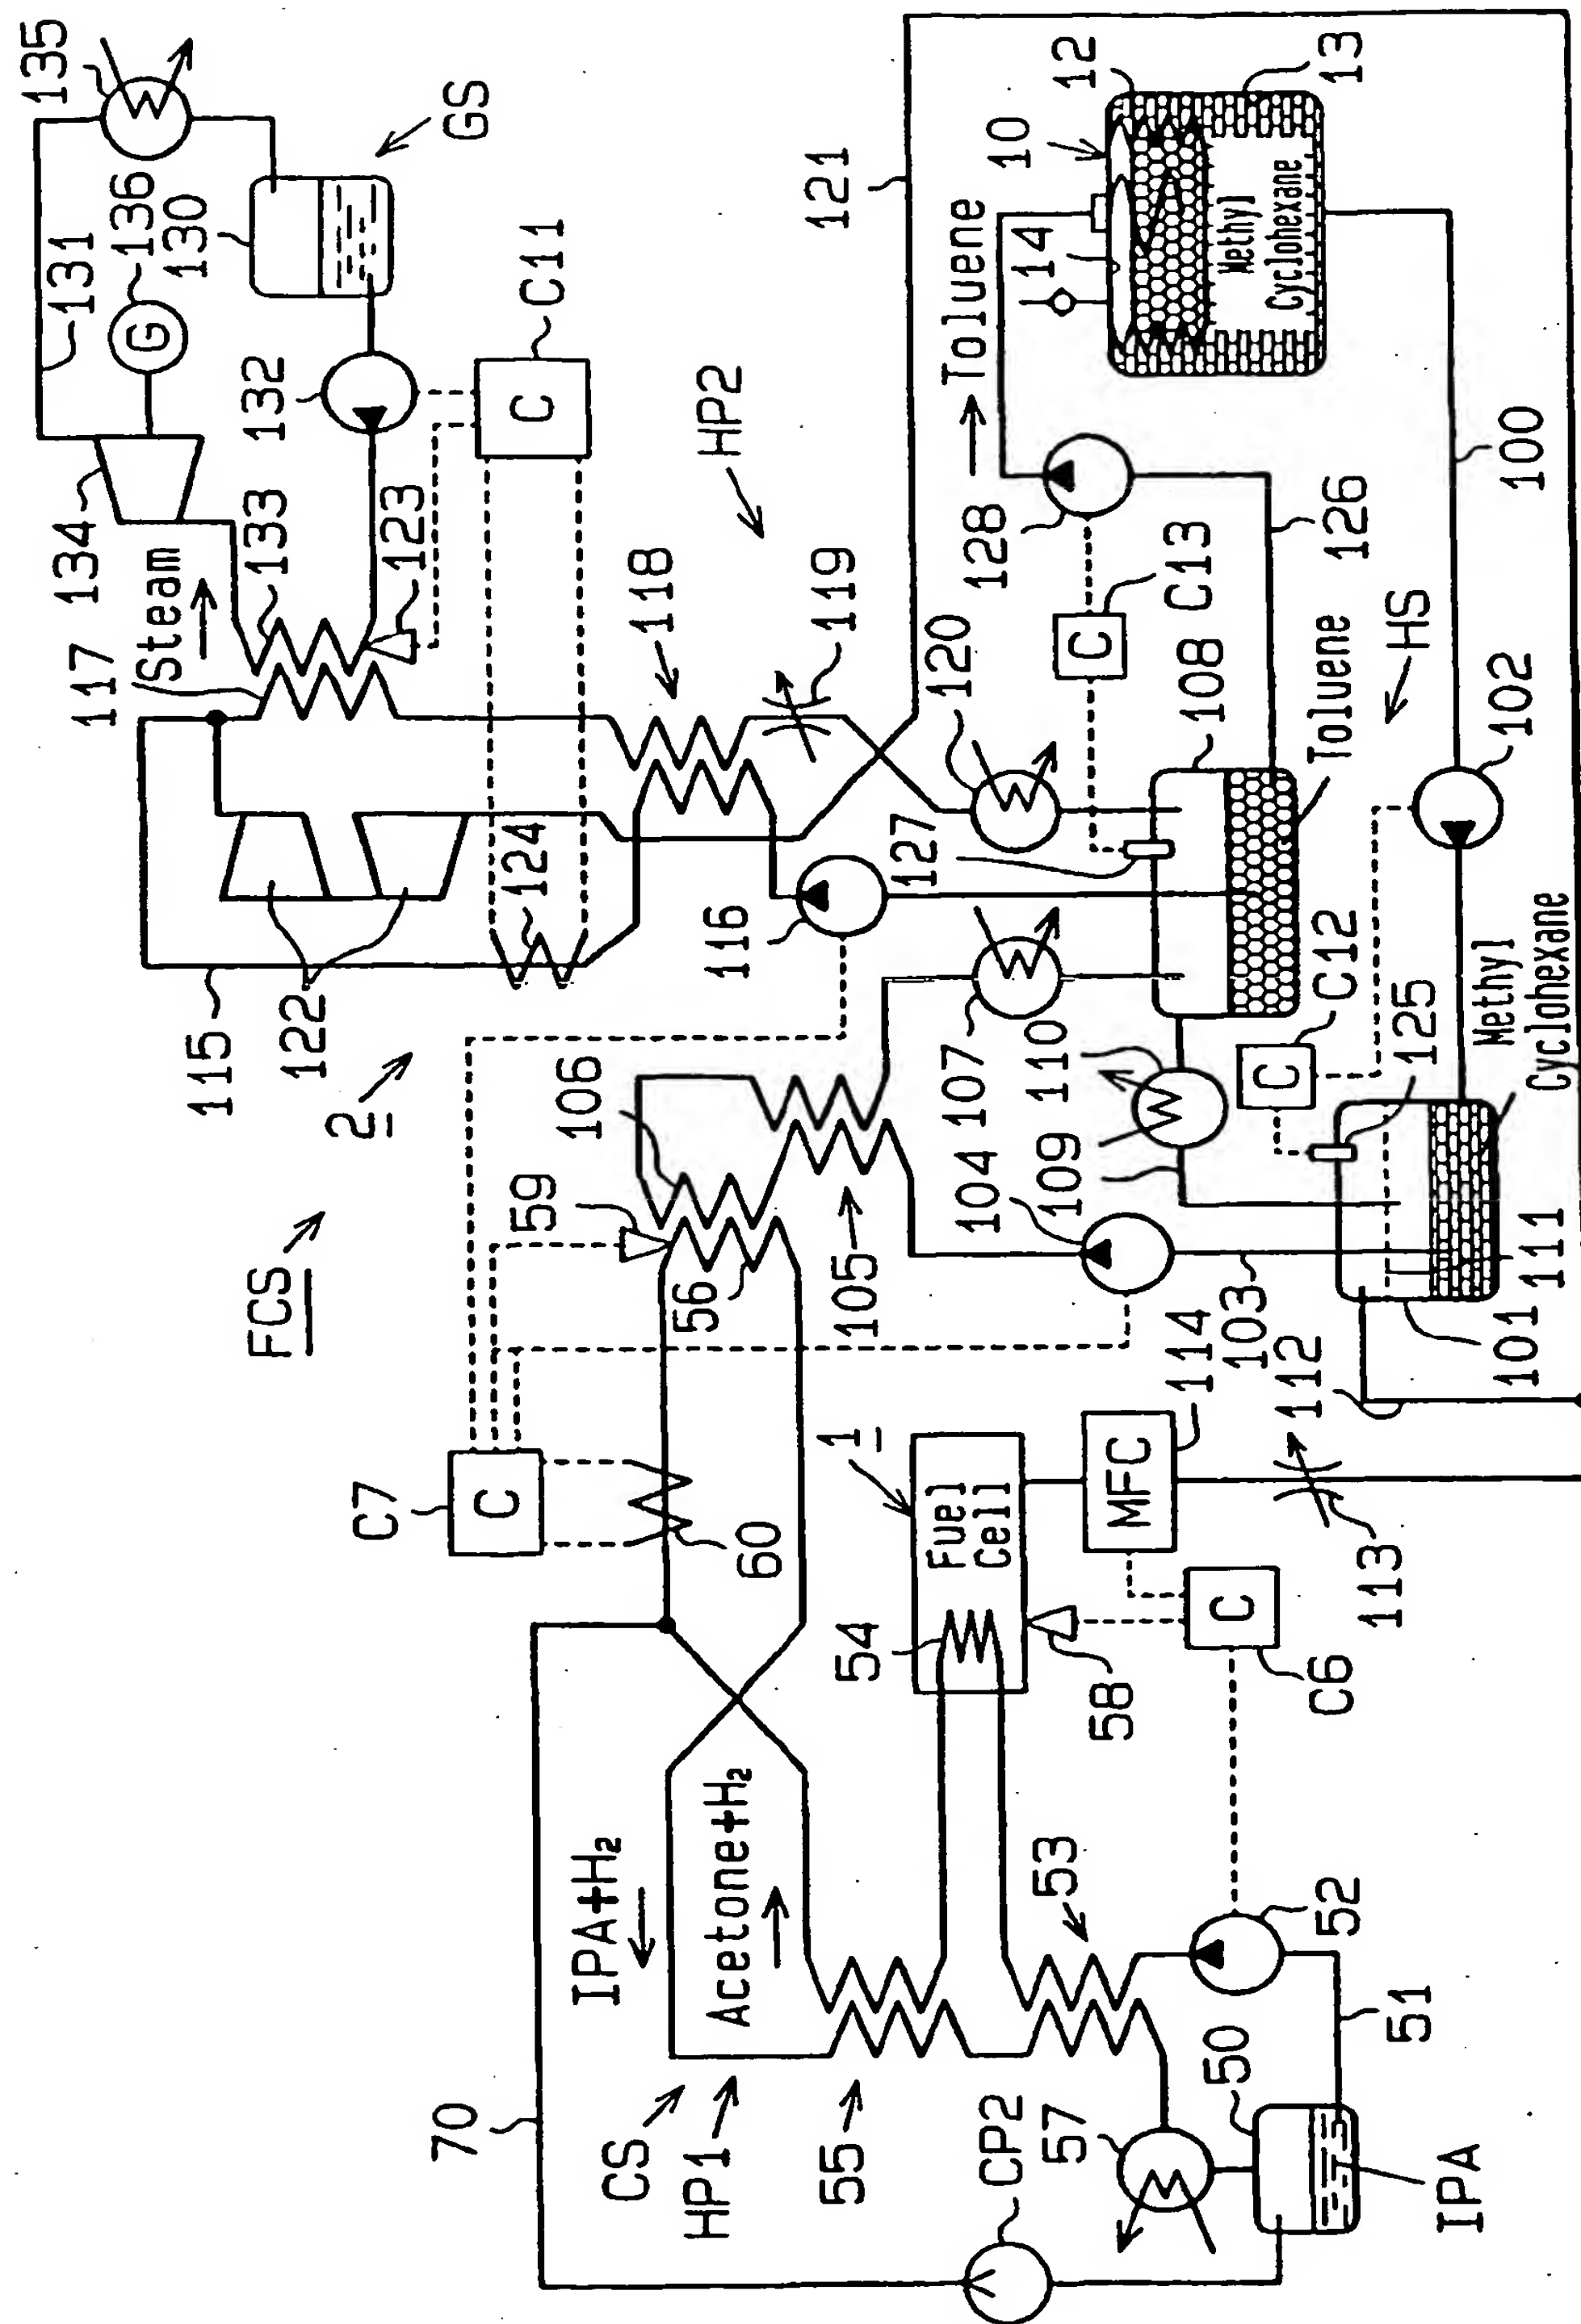 FCS
2
CS
HP1
HP2
GS
HS
70
CP2
57
50
IPA
51
52
53
55
IPA+H₂
Acetone+H₂
54
Fuel
Cell
1
58
C
C6
MFC
114
113
112
C7
C
60
56
59
106
105
104
103
101
111
109
110
107
125
C
C12
Methyl
Cyclohexane
102
100
Toluene
108
127
120
C
C13
128
126
Toluene
10
12
13
14
Methyl
Cyclohexane
121
115
122
124
116
117
118
119
Steam
133
123
134
132
C
C11
131
G
136
130
135